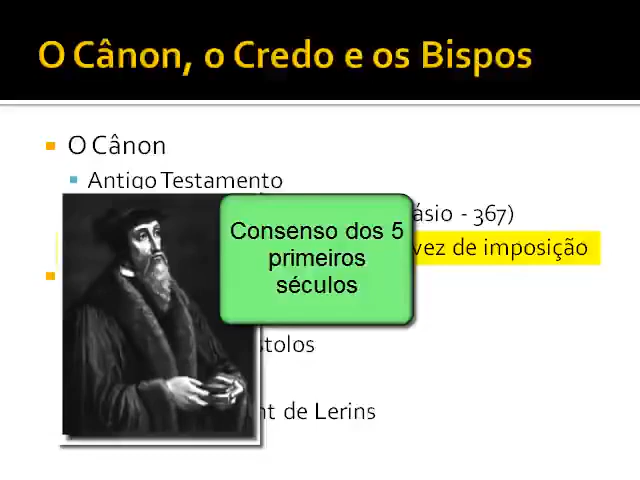 O Cânon, o Credo e os Bispos
O Cânon
Antigo Testamento
ásio - 367)
vez de imposição
Consenso dos 5
primeiros
séculos
stolos
nt de Lerins